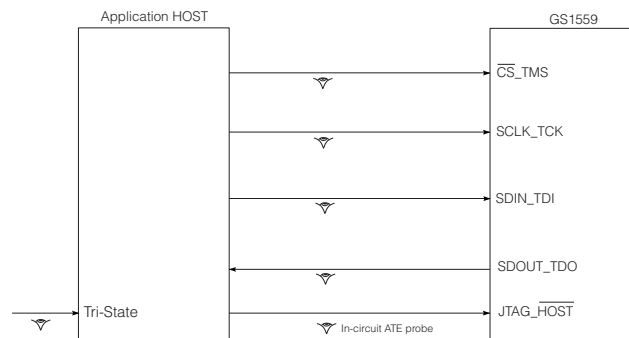 Application HOST
GS1559
CS_TMS
SCLK_TCK
SDIN_TDI
SDOUT_TDO
Tri-State
JTAG_HOST
In-circuit ATE probe